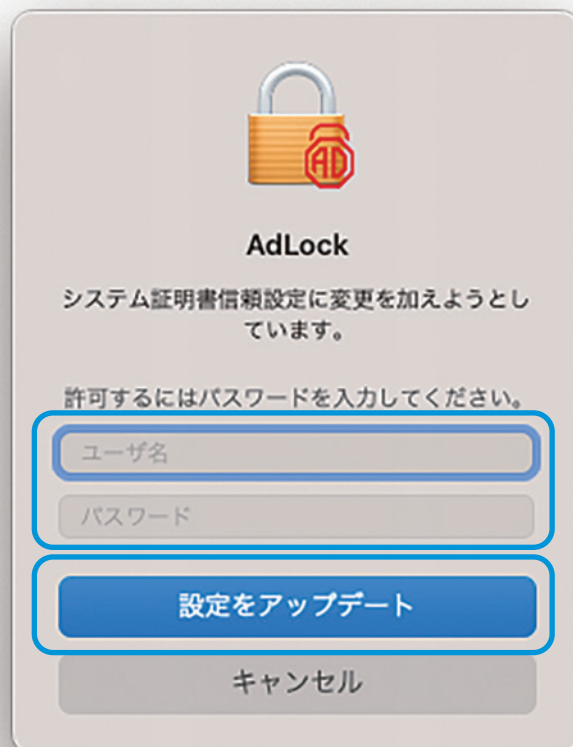 AD
AdLock
システム証明書信頼設定に変更を加えようとし
ています。
許可するにはパスワードを入力してください。
ユーザ名
パスワード
設定をアップデート
キャンセル